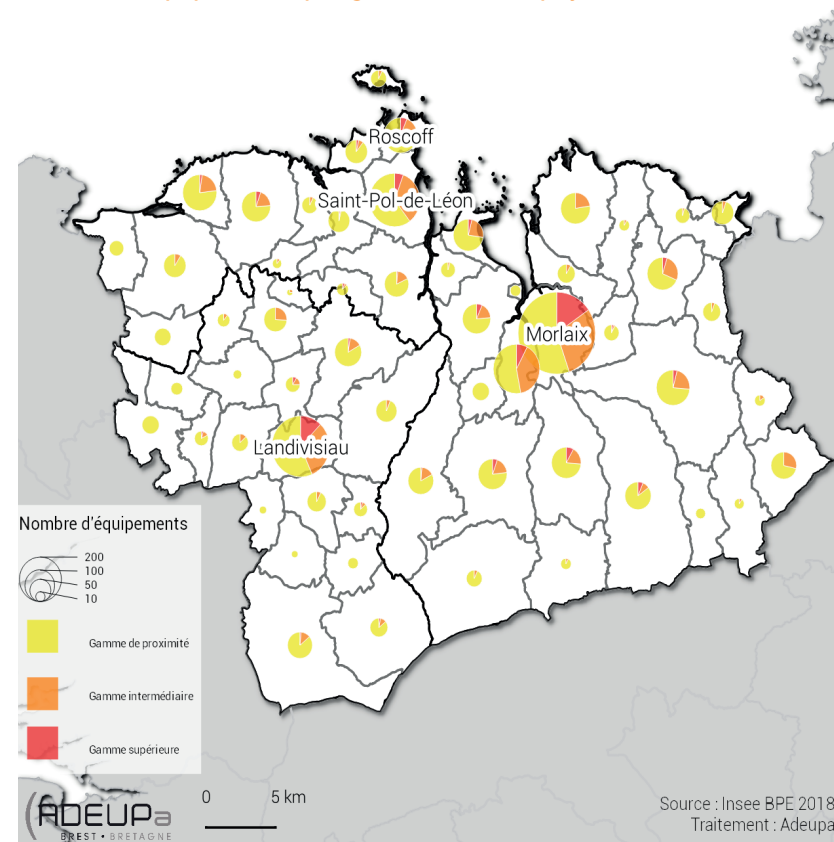 Roscoff
Saint-Pol-de-Léon
Morlaix
Landivisiau
Nombre d'équipements
200
100
50
10
Gamme de proximité
Gamme intermédiaire
Gamme supérieure
ADEUPa
BREST • BRETAGNE
0 5 km
Source : Insee BPE 2018
Traitement : Adeupa